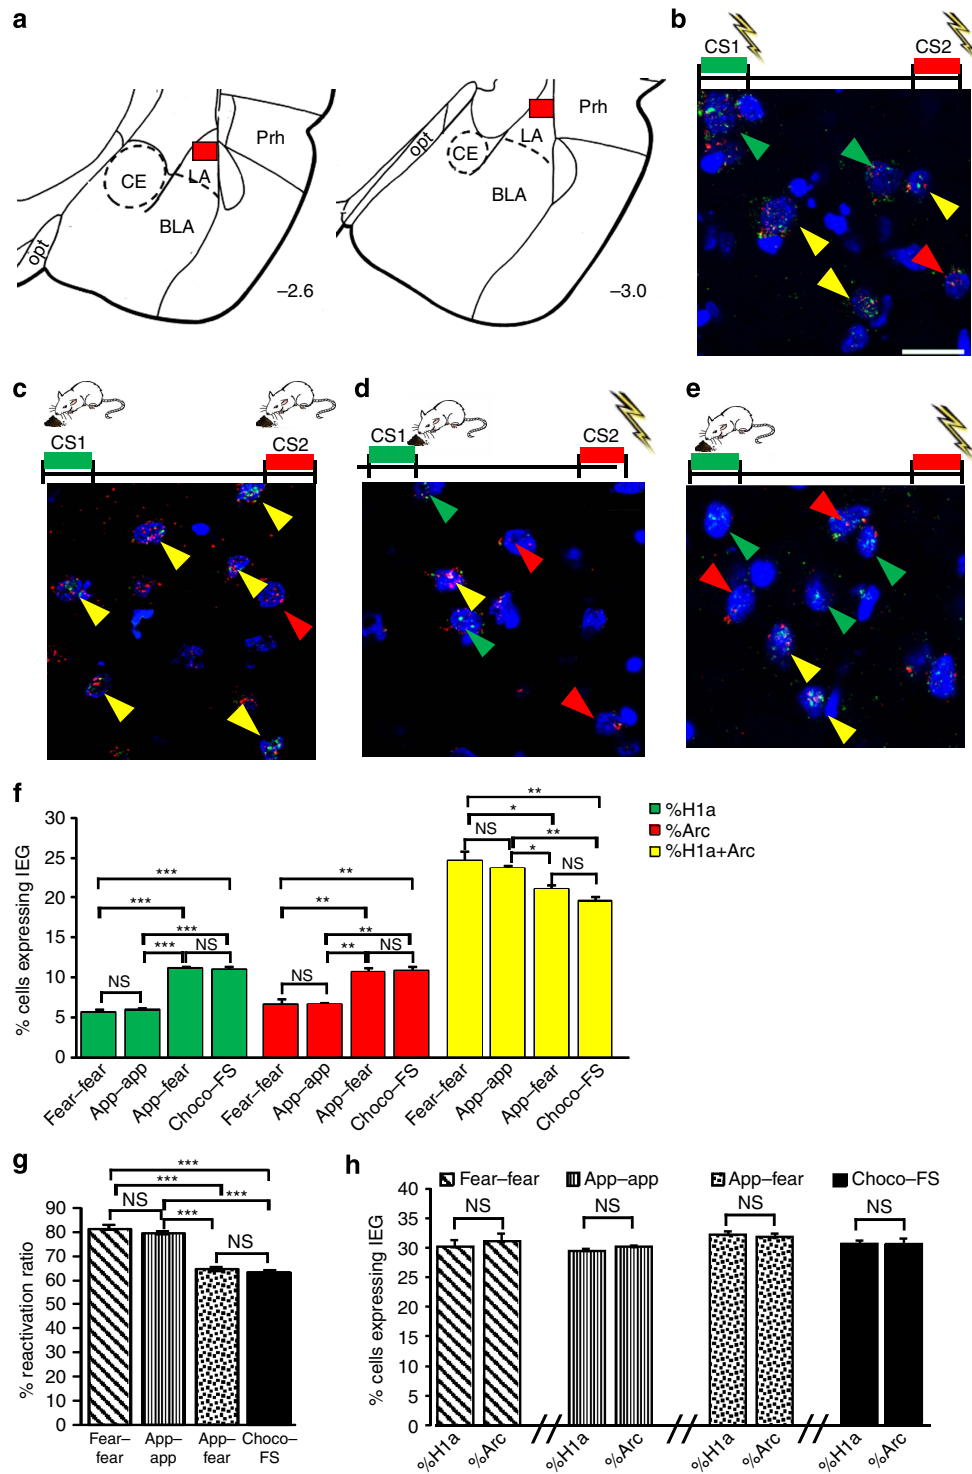 a
opt
CE
LA
BLA
Prh
–2.6
opt
CE
LA
BLA
Prh
–3.0
b
CS1
CS2
c
CS1
CS2
d
CS1
CS2
e
f
% cells expressing IEG
30
25
20
15
10
5
0
NS
***
***
***
***
NS
NS
**
**
**
**
NS
NS
*
**
*
**
NS
%H1a
%Arc
%H1a+Arc
Fear–fear
App–app
App–fear
Choco–FS
Fear–fear
App–app
App–fear
Choco–FS
Fear–fear
App–app
App–fear
Choco–FS
g
% reactivation ratio
90
80
70
60
50
40
30
20
10
0
***
***
NS
***
***
NS
Fear–
fear
App–
app
App–
fear
Choco–
FS
h
Fear–fear
App–app
App–fear
Choco–FS
% cells expressing IEG
40
35
30
25
20
15
10
5
0
NS
NS
NS
NS
%H1a
%Arc
%H1a
%Arc
%H1a
%Arc
%H1a
%Arc